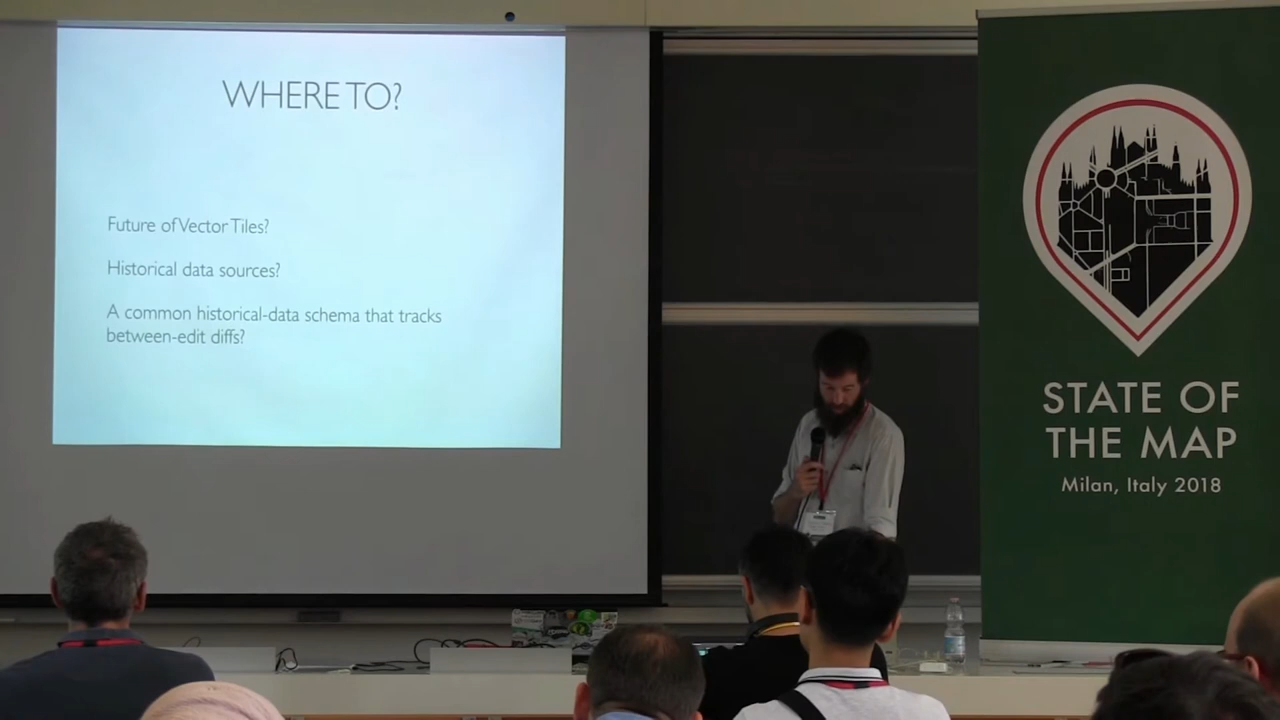 WHERE TO?
Future of Vector Tiles?
Historical data sources?
A common historical-data schema that tracks
between-edit diffs?
STATE OF
THE MAP
Milan, Italy 2018